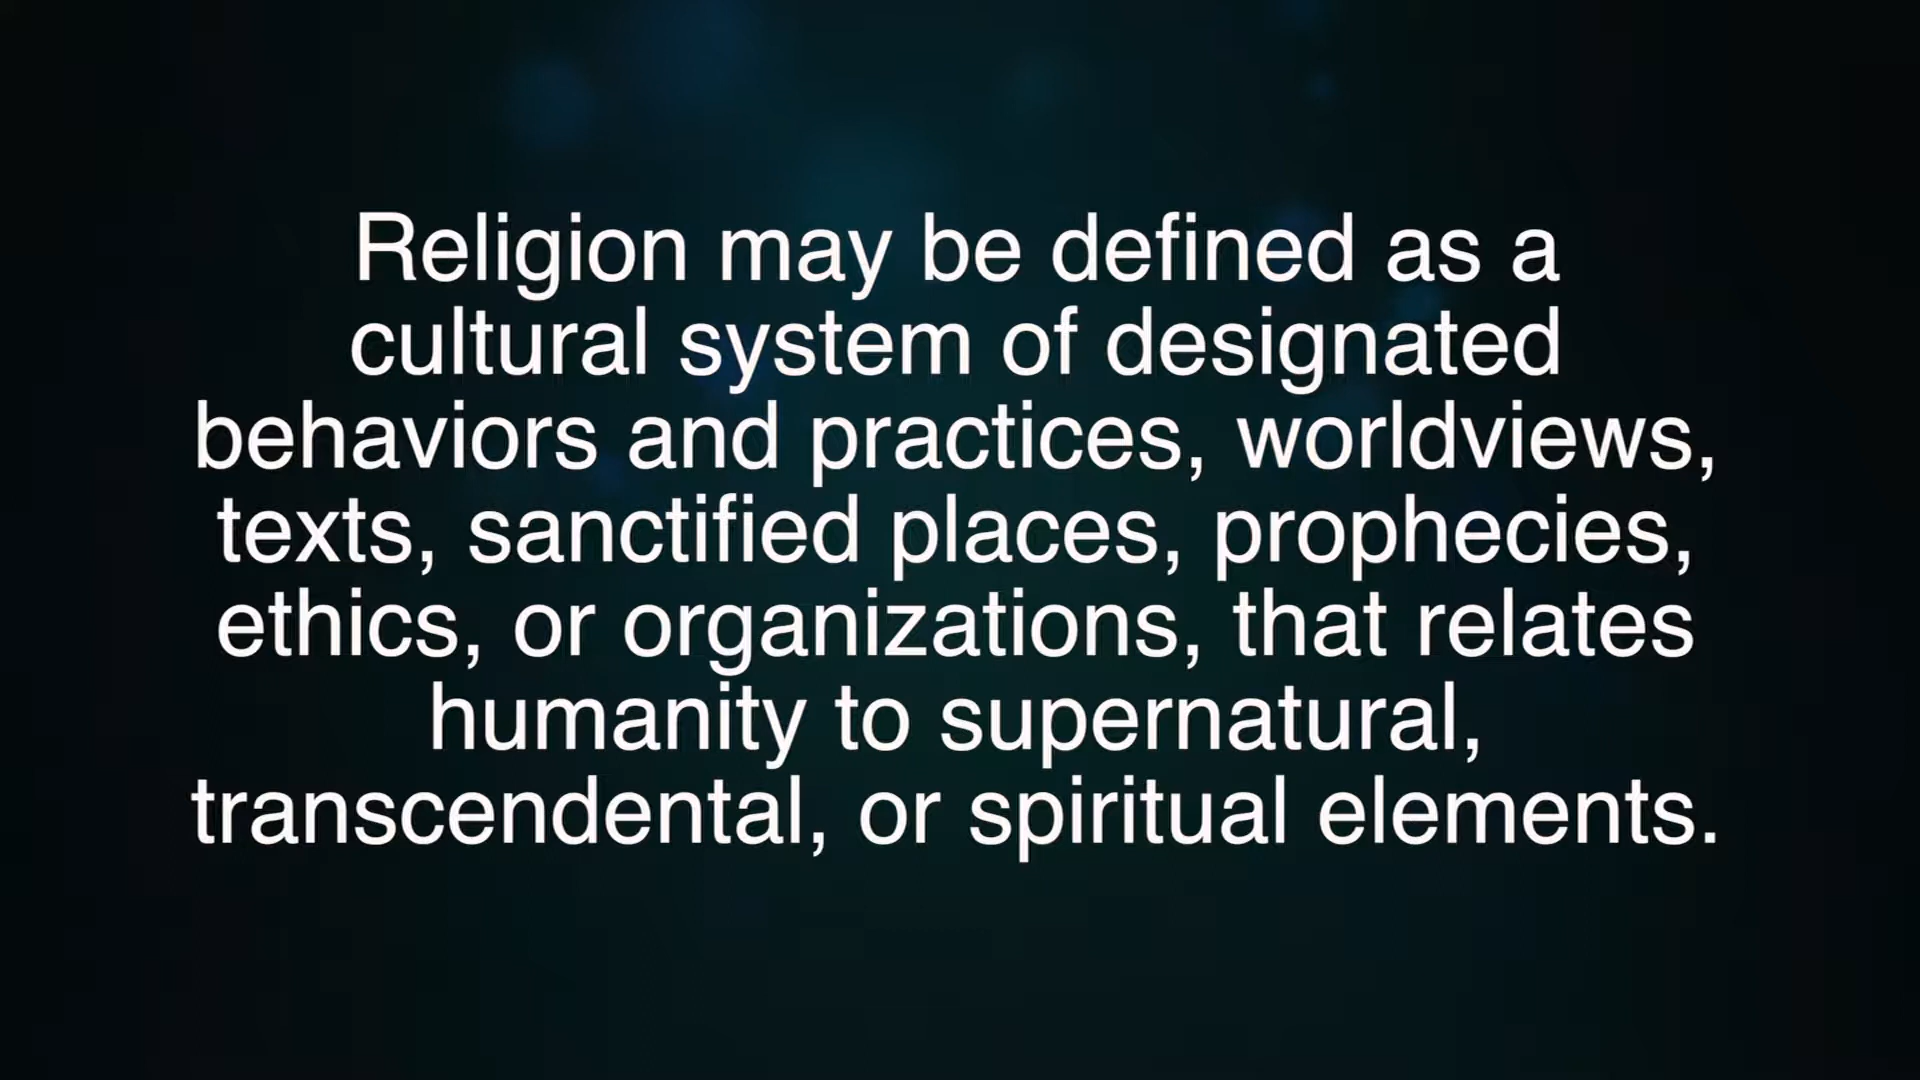 Religion may be defined as a
cultural system of designated
behaviors and practices, worldviews,
texts, sanctified places, prophecies,
ethics, or organizations, that relates
humanity to supernatural,
transcendental, or spiritual elements.